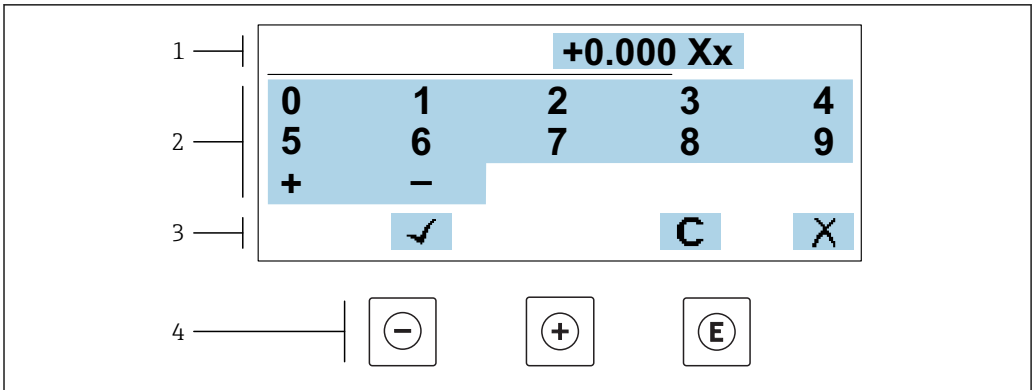 1 +0.000 Xx
2 0 1 2 3 4
5 6 7 8 9
+ −
3 ✓ C X
4 − + E